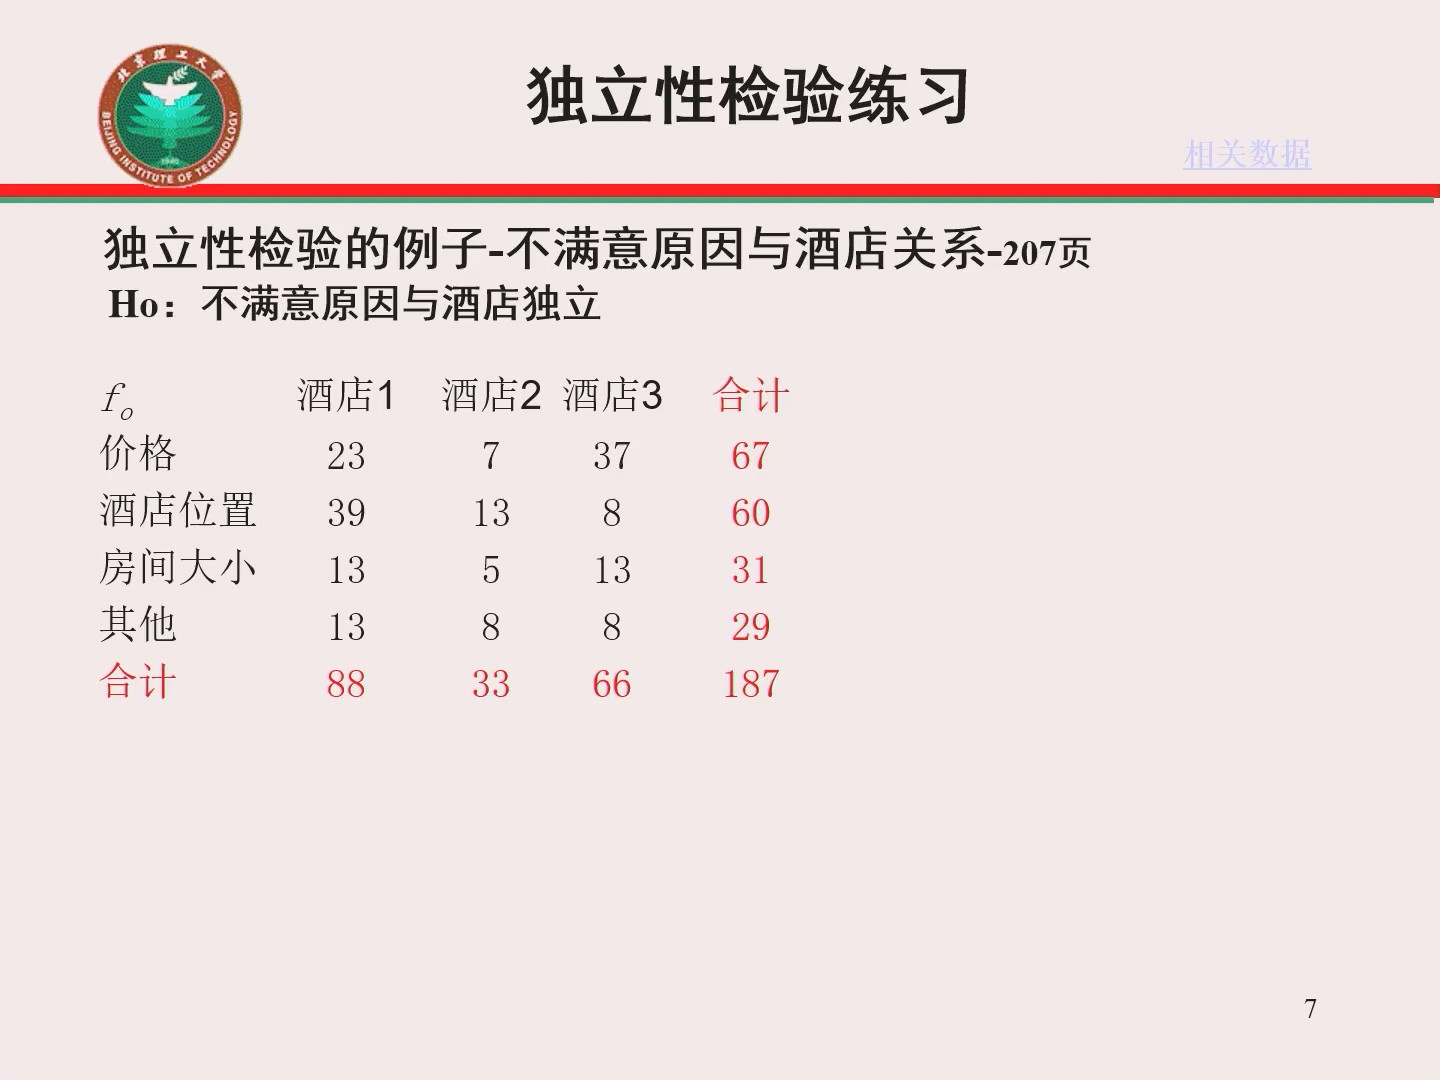 北京理工大学
BEIJING INSTITUTE OF TECHNOLOGY
1940
独立性检验练习
相关数据
独立性检验的例子-不满意原因与酒店关系-207页
Ho：不满意原因与酒店独立
fo 酒店1 酒店2 酒店3 合计
价格 23 7 37 67
酒店位置 39 13 8 60
房间大小 13 5 13 31
其他 13 8 8 29
合计 88 33 66 187
7